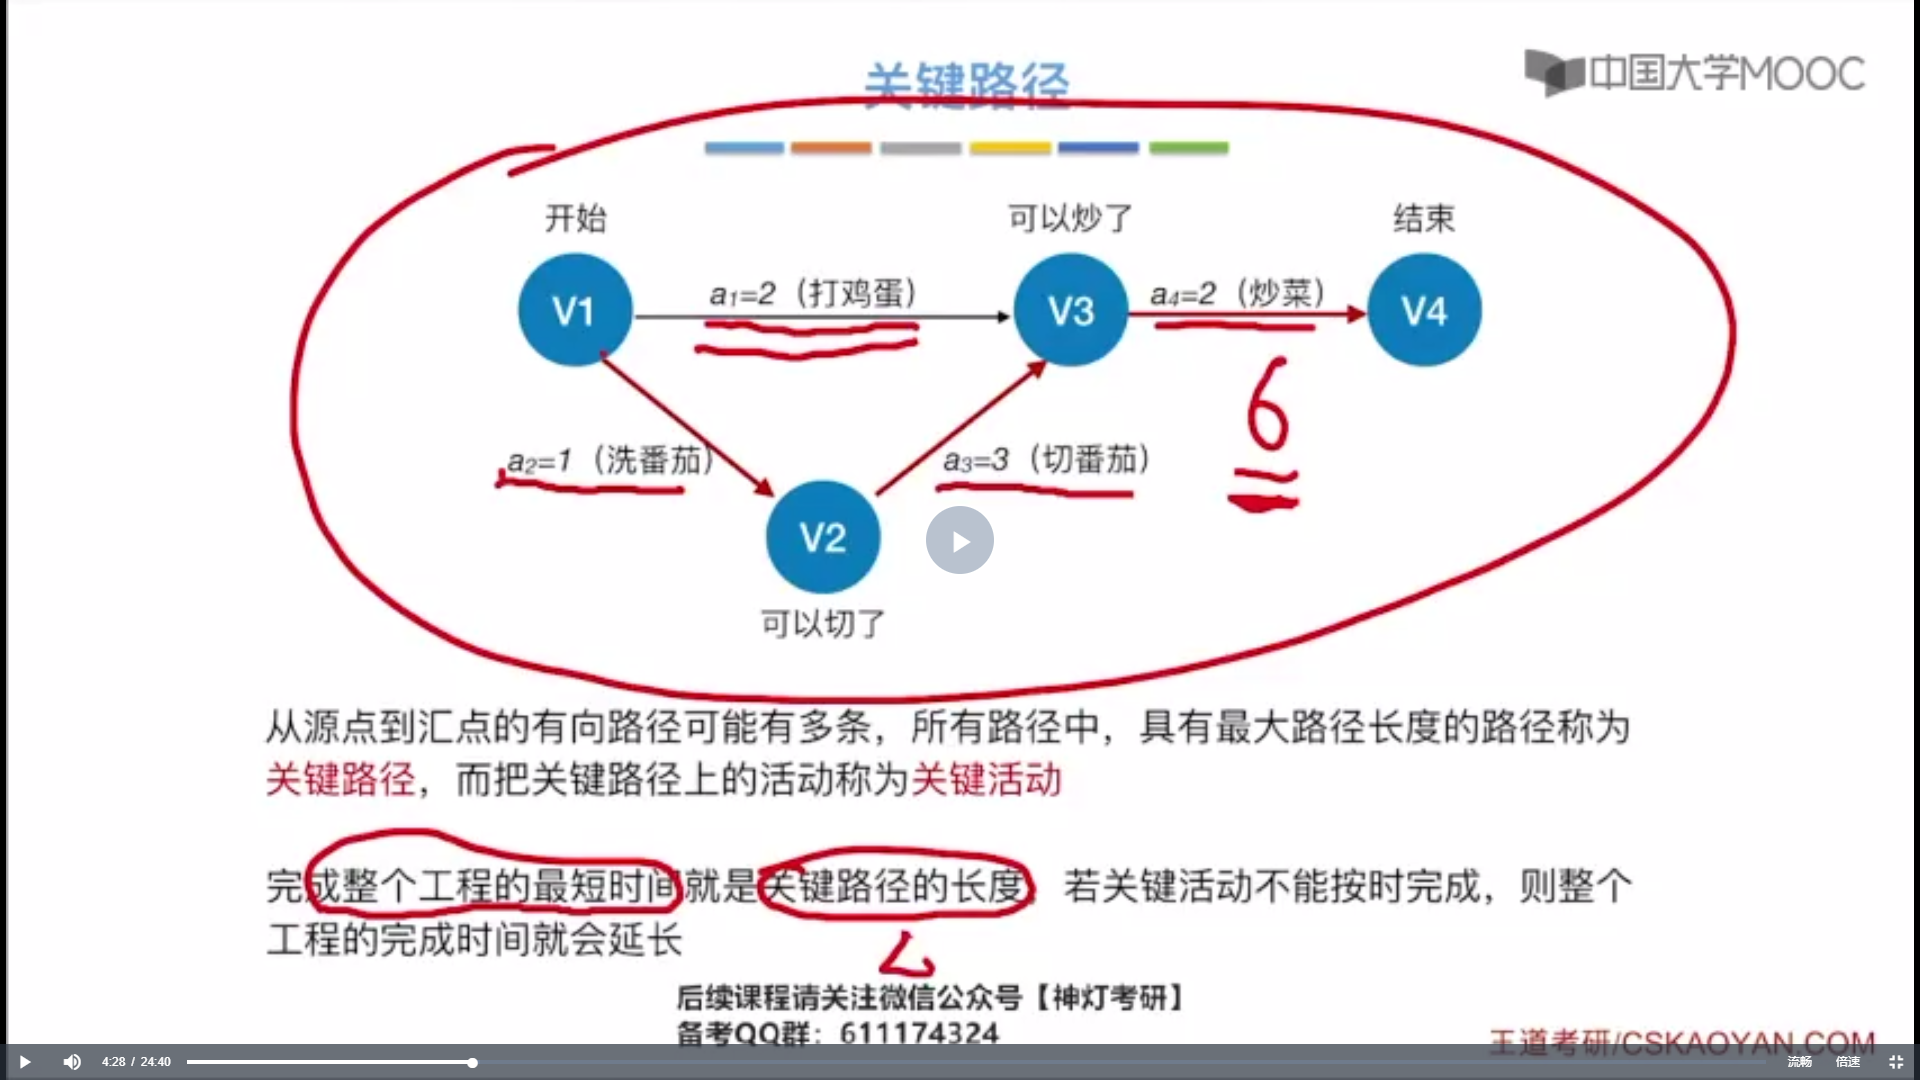 关键路径
中国大学MOOC
开始
可以炒了
结束
V1
a1=2（打鸡蛋）
V3
a4=2（炒菜）
V4
6
a2=1（洗番茄）
a3=3（切番茄）
V2
可以切了
从源点到汇点的有向路径可能有多条，所有路径中，具有最大路径长度的路径称为
关键路径，而把关键路径上的活动称为关键活动
完成整个工程的最短时间就是关键路径的长度，若关键活动不能按时完成，则整个
工程的完成时间就会延长
后续课程请关注微信公众号【神灯考研】
备考QQ群：611174324
王道考研/CSKAOYAN.COM
4:28 / 24:40
流畅
倍速